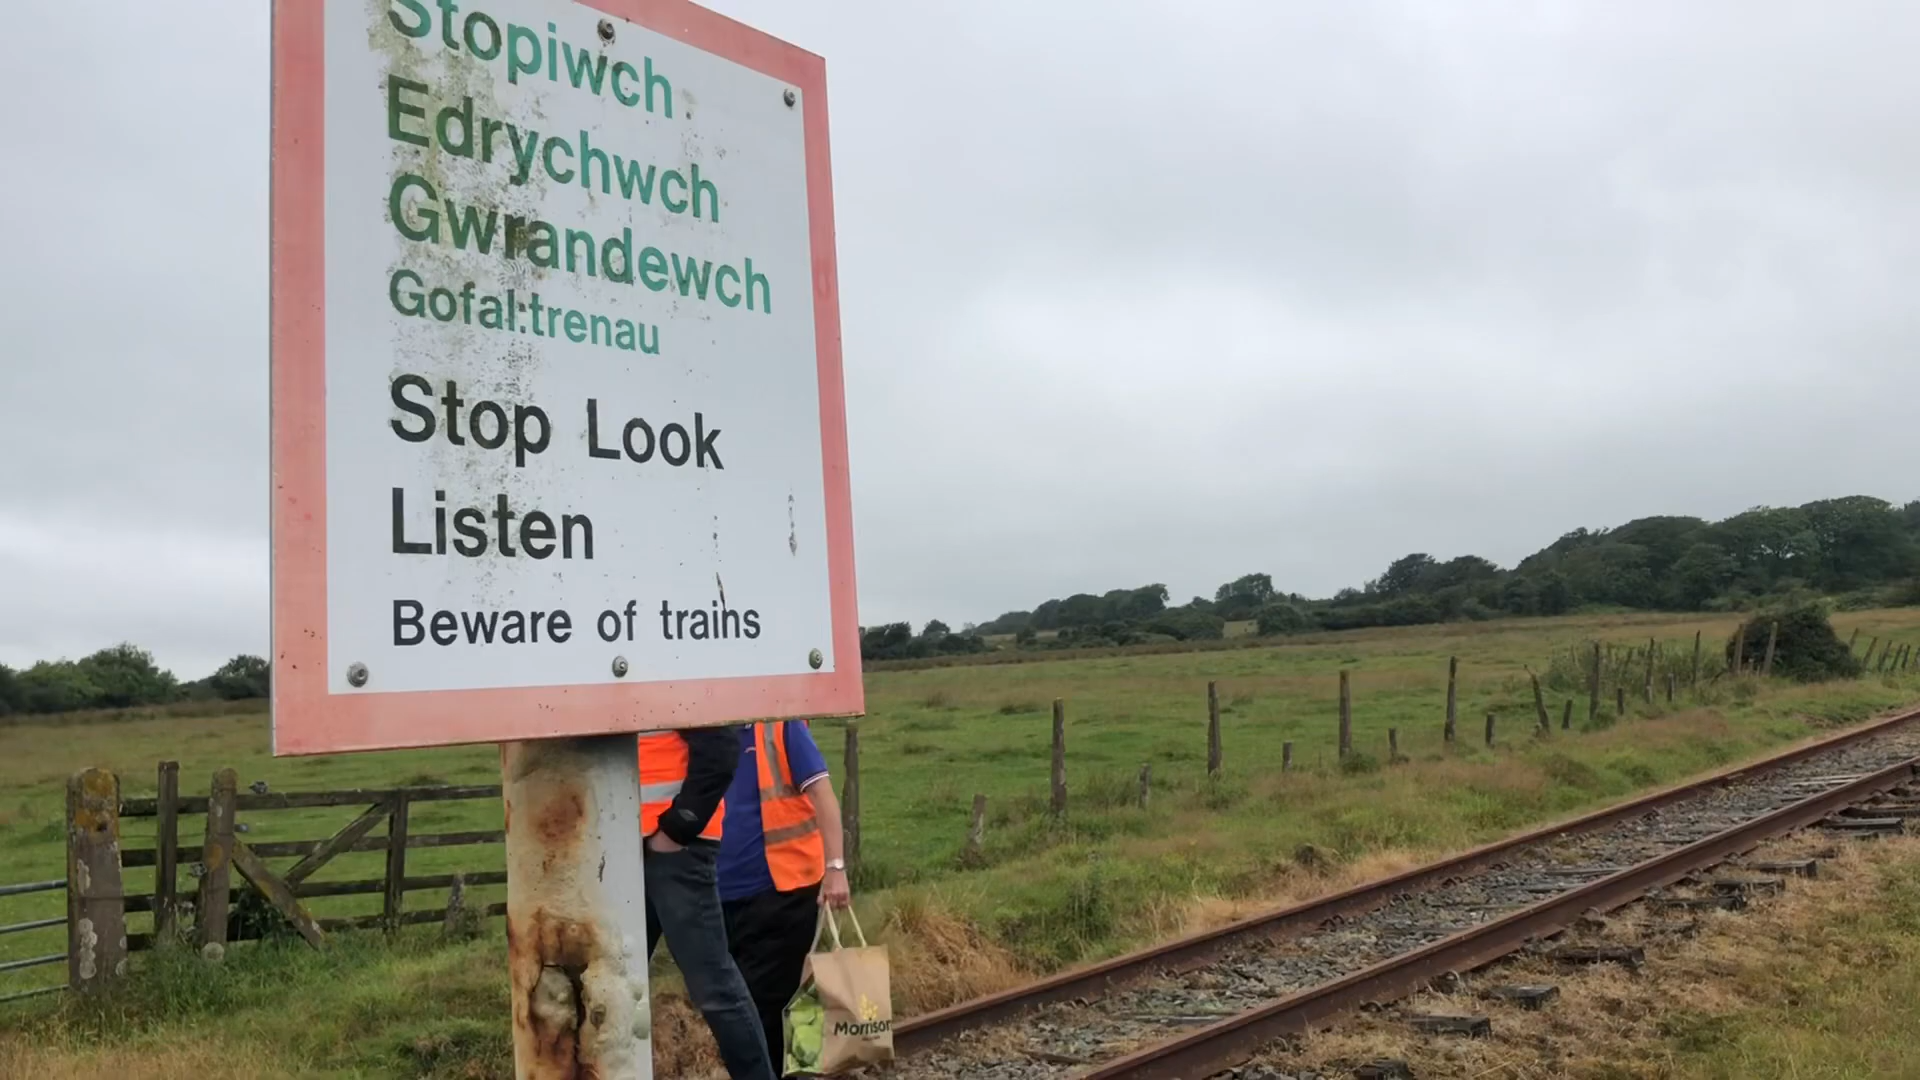 Stopiwch
Edrychwch
Gwrandewch
Gofal:trenau
Stop Look
Listen
Beware of trains
Morrison